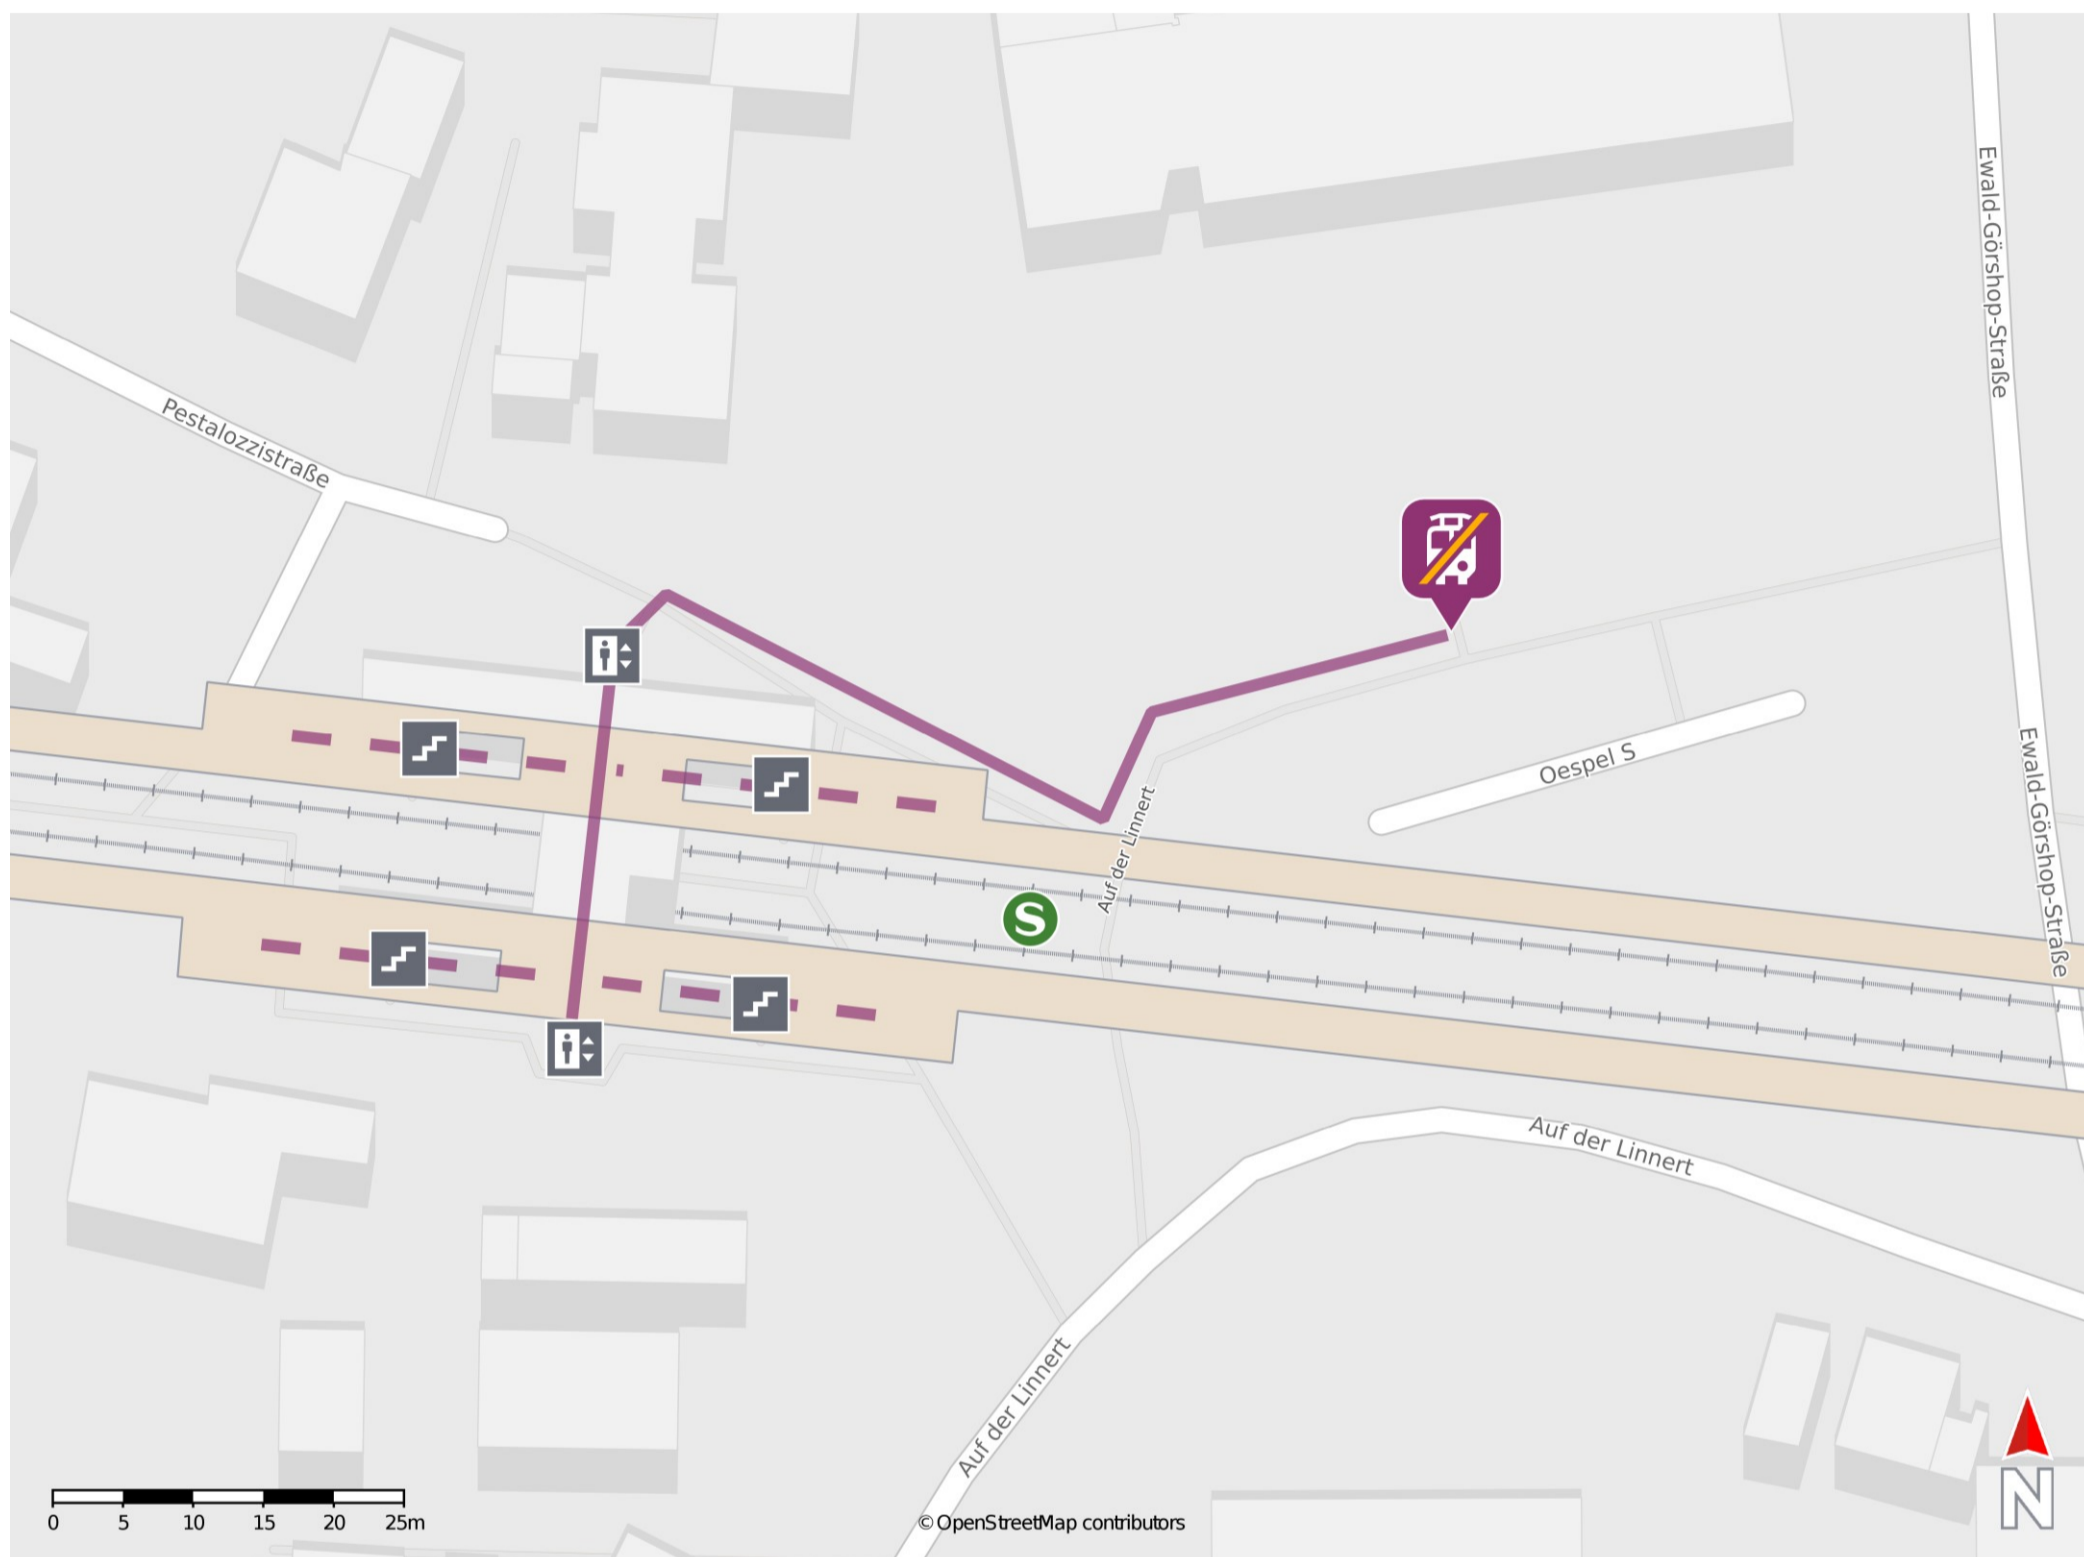 Ewald-Görshop-Straße
Pestalozzistraße
Oespel S
Ewald-Görshop-Straße
Auf der Linnert
S
Auf der Linnert
Auf der Linnert
N
0 5 10 15 20 25m
© OpenStreetMap contributors